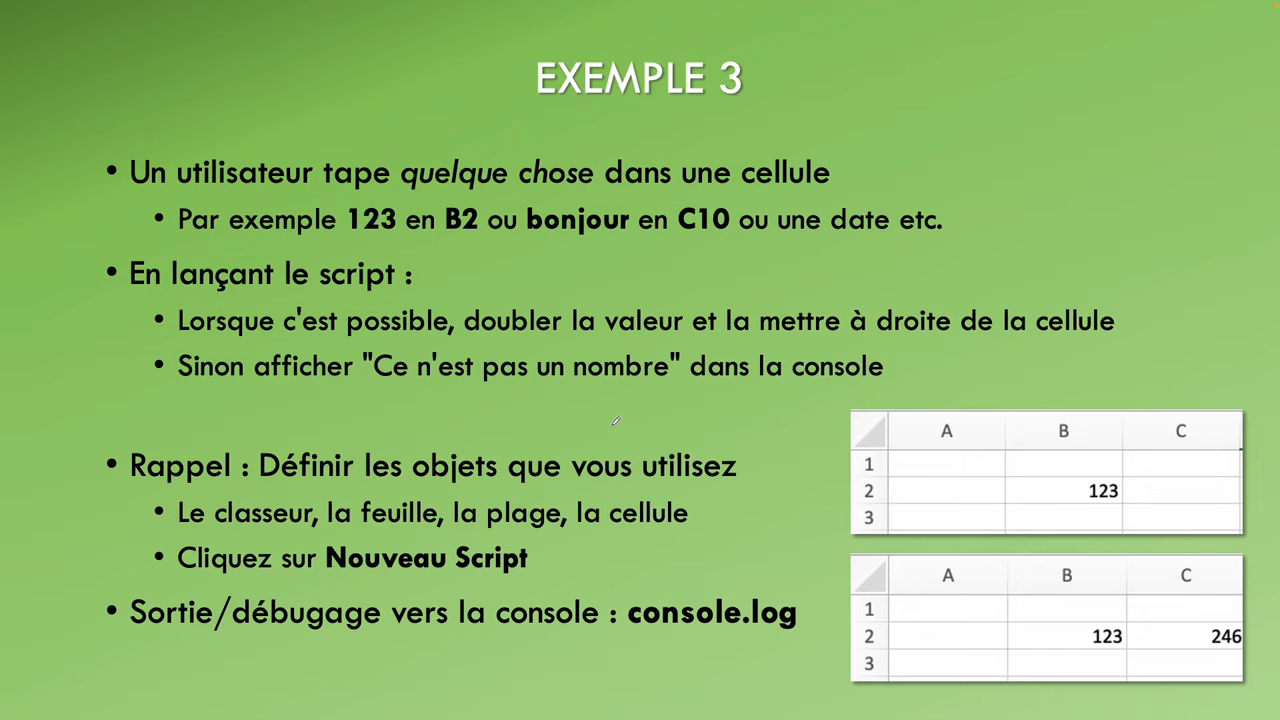 EXEMPLE 3
• Un utilisateur tape quelque chose dans une cellule
• Par exemple 123 en B2 ou bonjour en C10 ou une date etc.
• En lançant le script :
• Lorsque c'est possible, doubler la valeur et la mettre à droite de la cellule
• Sinon afficher "Ce n'est pas un nombre" dans la console
• Rappel : Définir les objets que vous utilisez
• Le classeur, la feuille, la plage, la cellule
• Cliquez sur Nouveau Script
• Sortie/débugage vers la console : console.log
A B C
1
2 123
3
A B C
1
2 123 246
3